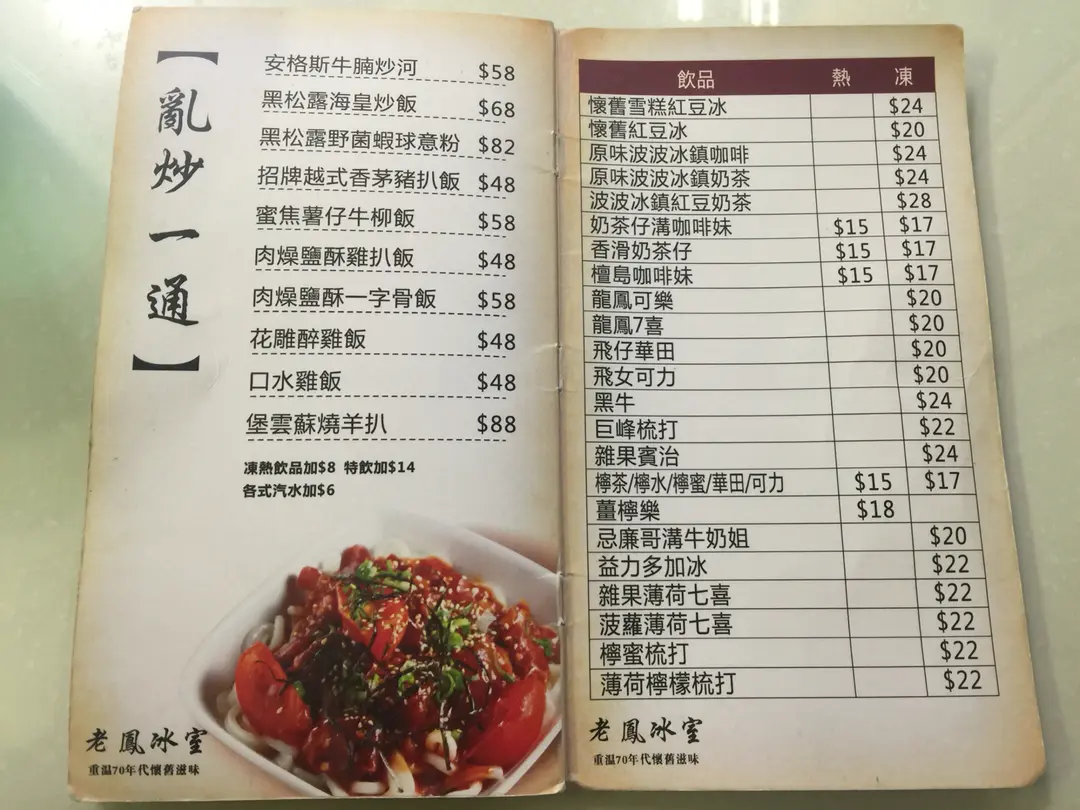 【亂炒一通】
安格斯牛腩炒河 $58
黑松露海皇炒飯 $68
黑松露野菌蝦球意粉 $82
招牌越式香茅豬扒飯 $48
蜜焦薯仔牛柳飯 $58
肉燥鹽酥雞扒飯 $48
肉燥鹽酥一字骨飯 $58
花雕醉雞飯 $48
口水雞飯 $48
堡雲蘇燒羊扒 $88
凍熱飲品加$8 特飲加$14
各式汽水加$6
老鳳冰室
重温70年代懷舊滋味
飲品 熱 凍
懷舊雪糕紅豆冰 $24
懷舊紅豆冰 $20
原味波波冰鎮咖啡 $24
原味波波冰鎮奶茶 $24
波波冰鎮紅豆奶茶 $28
奶茶仔溝咖啡妹 $15 $17
香滑奶茶仔 $15 $17
檀島咖啡妹 $15 $17
龍鳳可樂 $20
龍鳳7喜 $20
飛仔華田 $20
飛女可力 $20
黑牛 $24
巨峰梳打 $22
雜果賓治 $24
檸茶/檸水/檸蜜/華田/可力 $15 $17
薑檸樂 $18
忌廉哥溝牛奶姐 $20
益力多加冰 $22
雜果薄荷七喜 $22
菠蘿薄荷七喜 $22
檸蜜梳打 $22
薄荷檸檬梳打 $22
老鳳冰室
重温70年代懷舊滋味